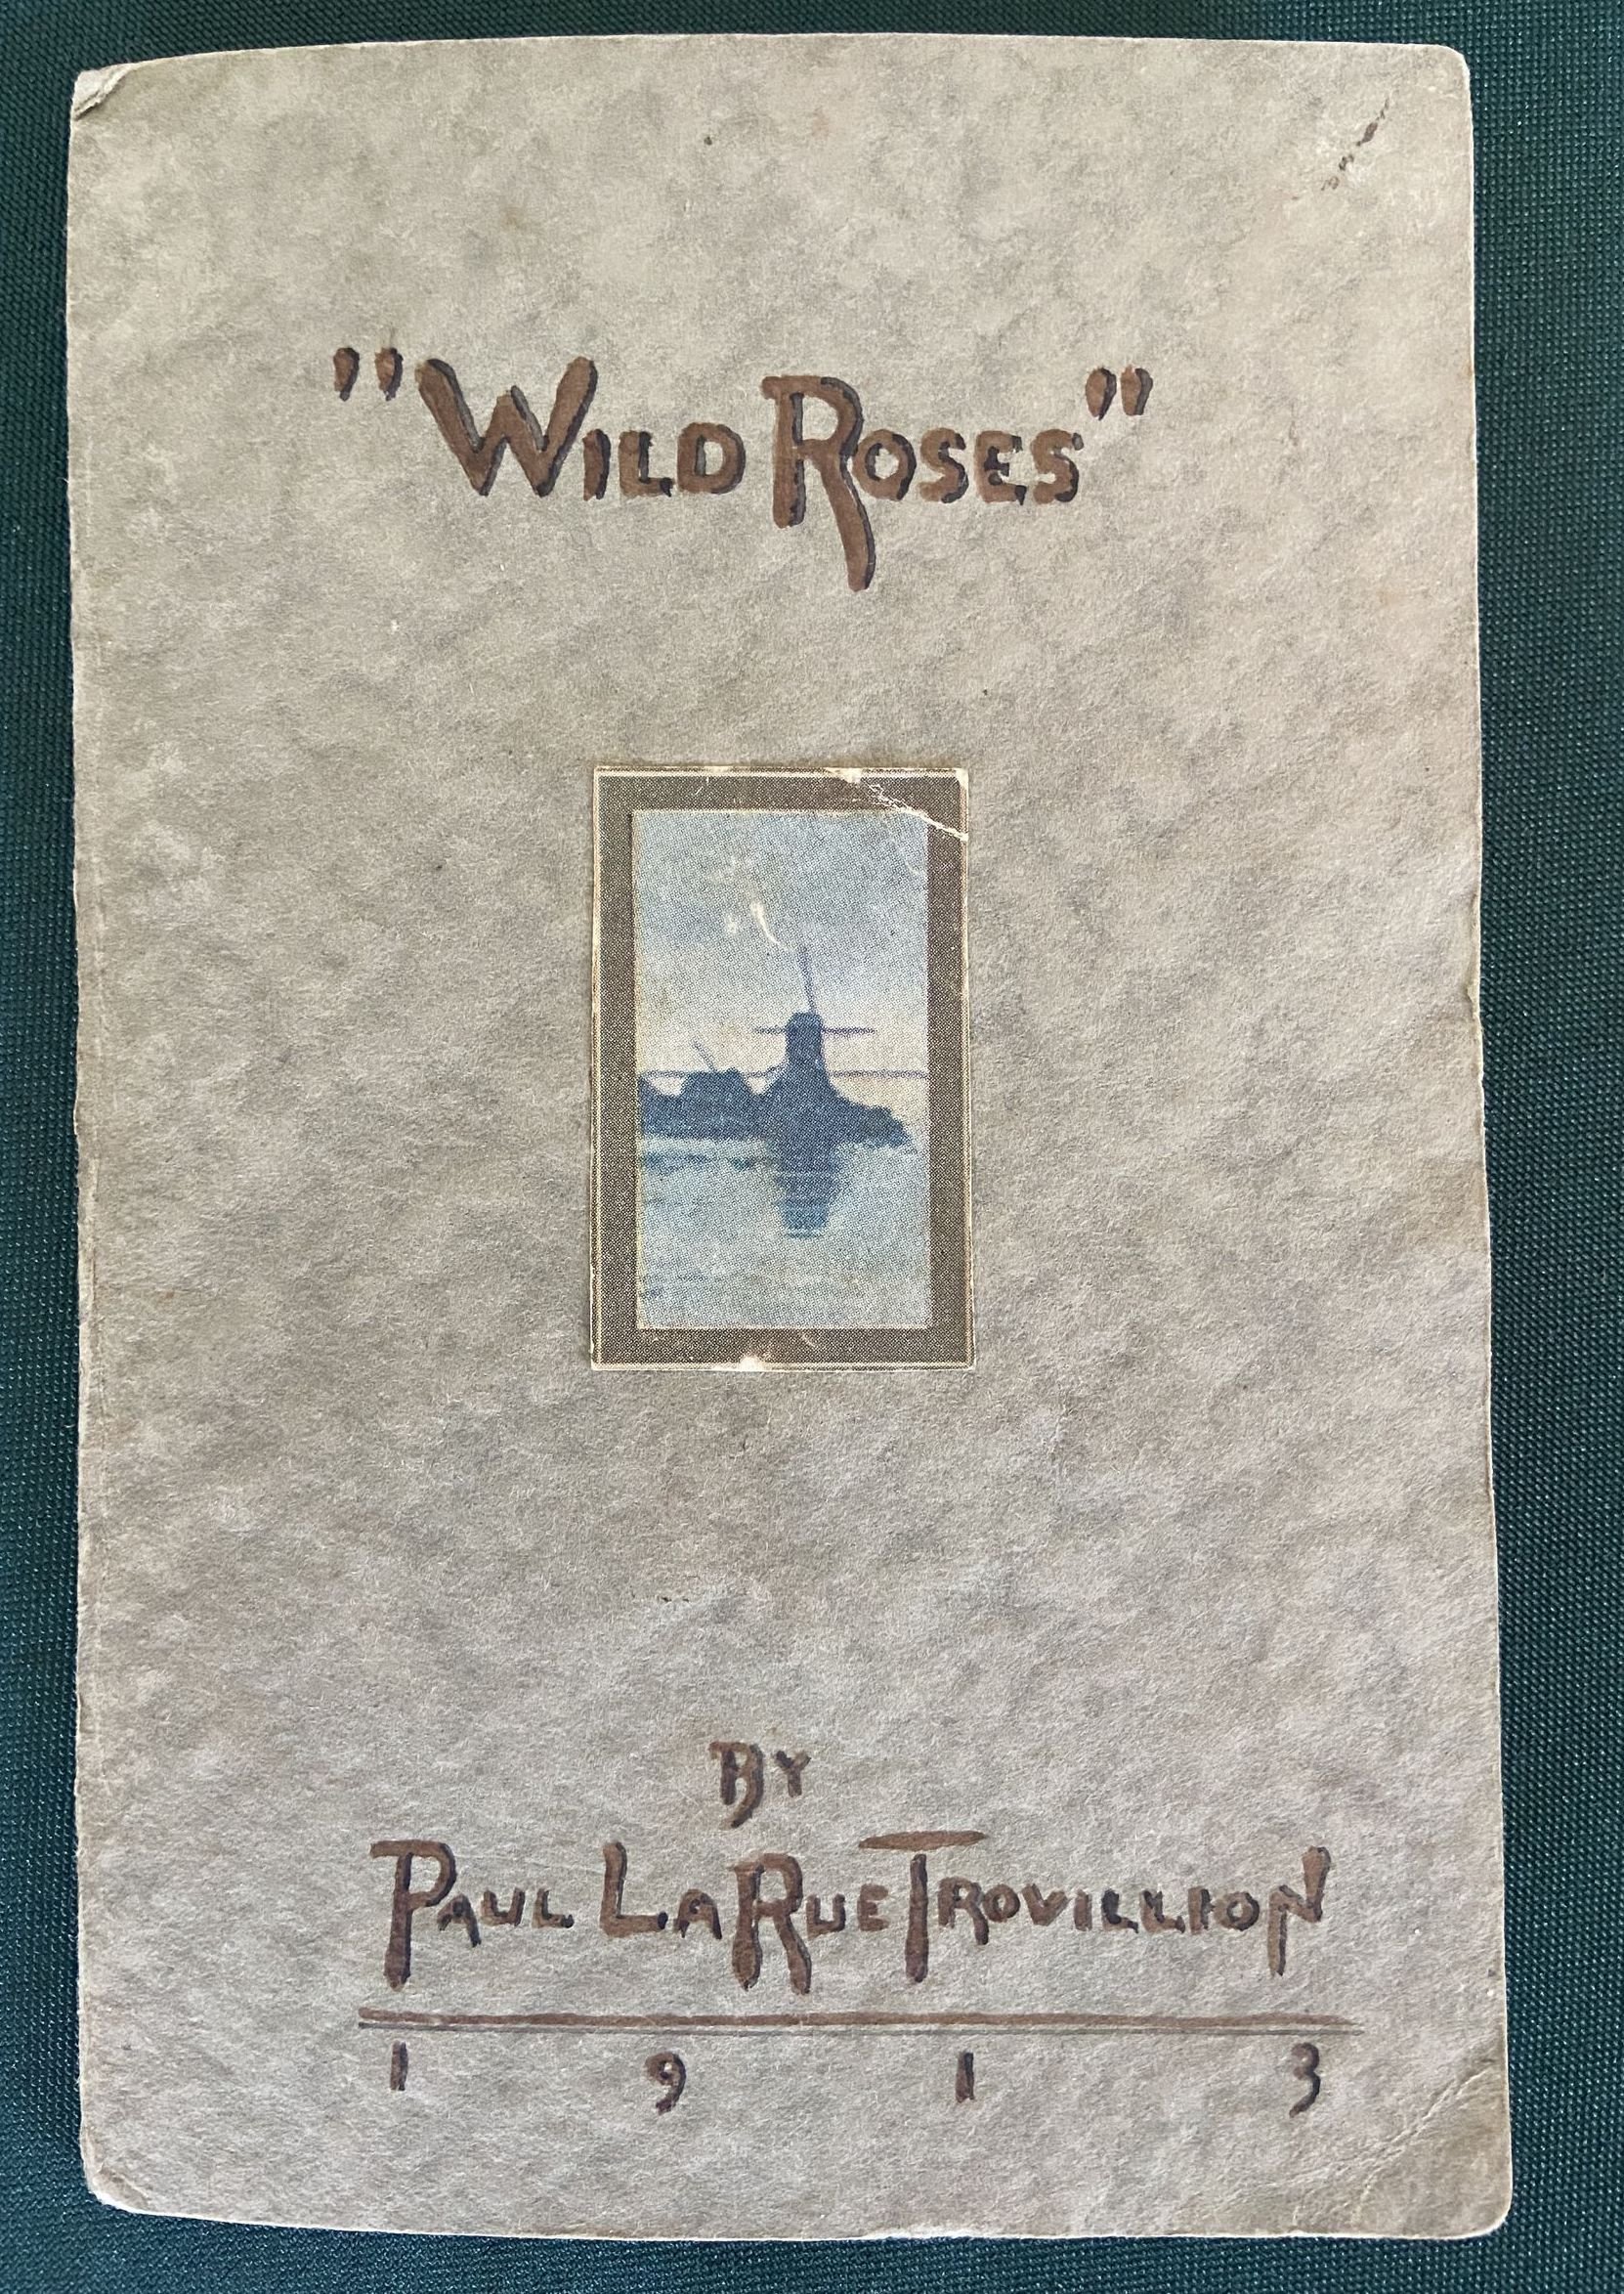 "WILD ROSES"
BY
PAUL LARUE TROVILLION
1 9 1 3